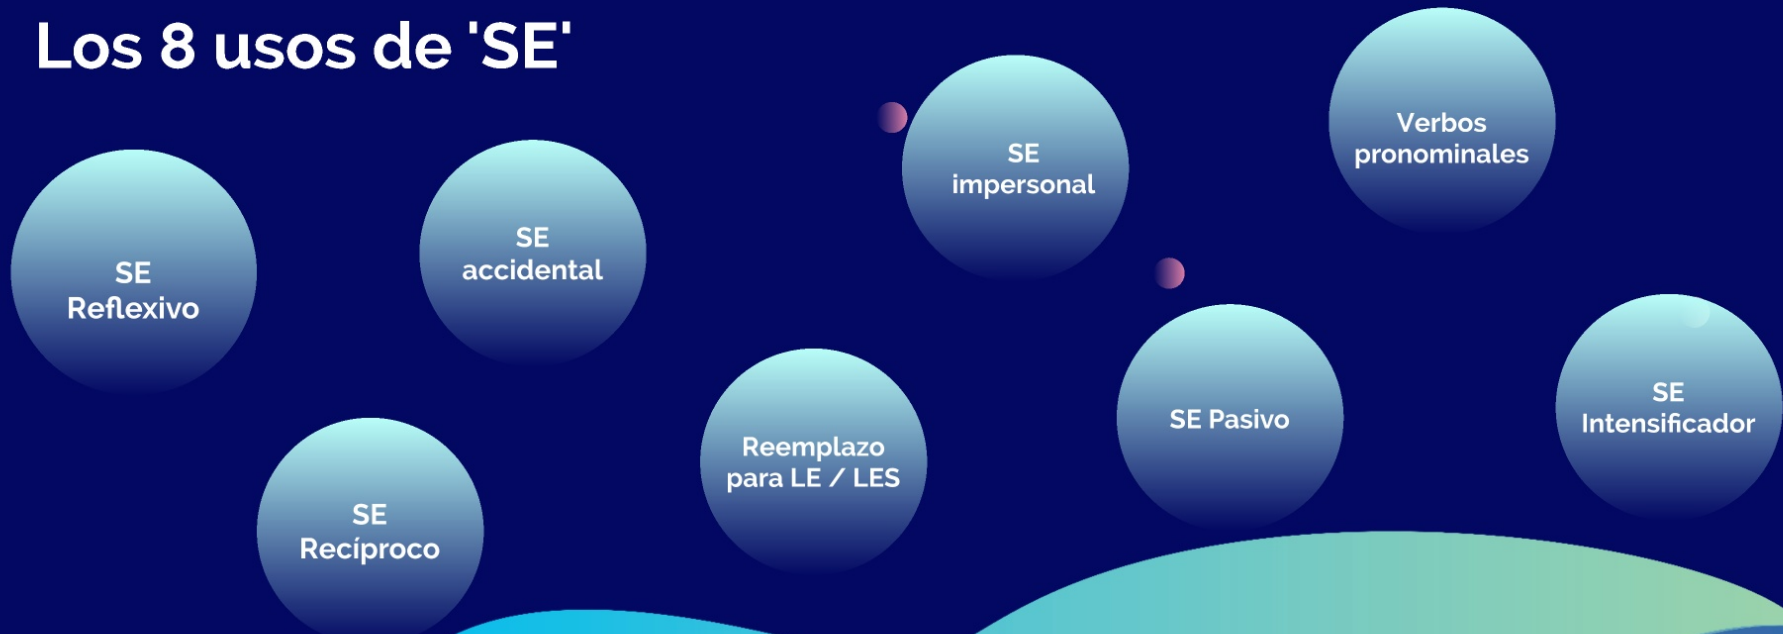 Los 8 usos de 'SE'
SE
Reflexivo
SE
accidental
SE
impersonal
Verbos
pronominales
SE
Recíproco
Reemplazo
para LE / LES
SE Pasivo
SE
Intensificador